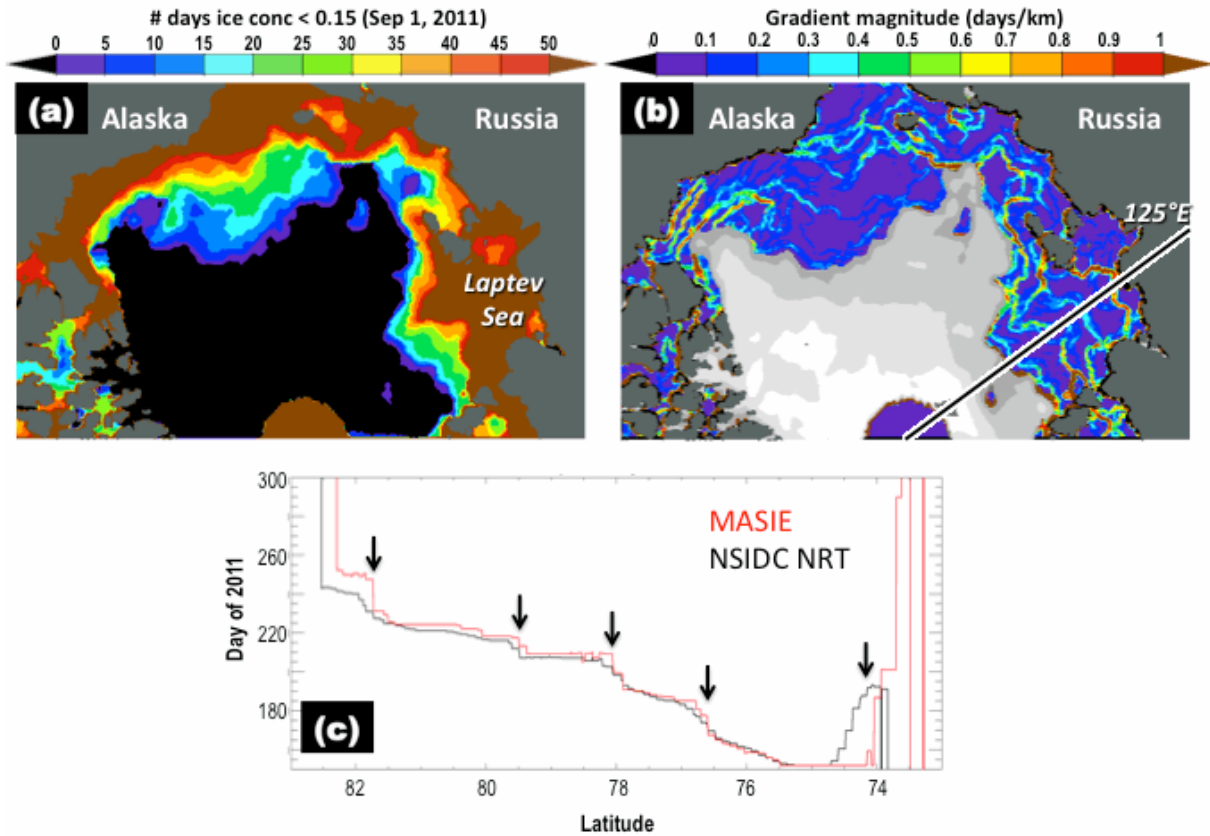 # days ice conc < 0.15 (Sep 1, 2011)
0 5 10 15 20 25 30 35 40 45 50
(a) Alaska Russia
Laptev
Sea
Gradient magnitude (days/km)
0 0.1 0.2 0.3 0.4 0.5 0.6 0.7 0.8 0.9 1
(b) Alaska Russia
125°E
300
260
220
180
Day of 2011
MASIE
NSIDC NRT
(c)
82 80 78 76 74
Latitude